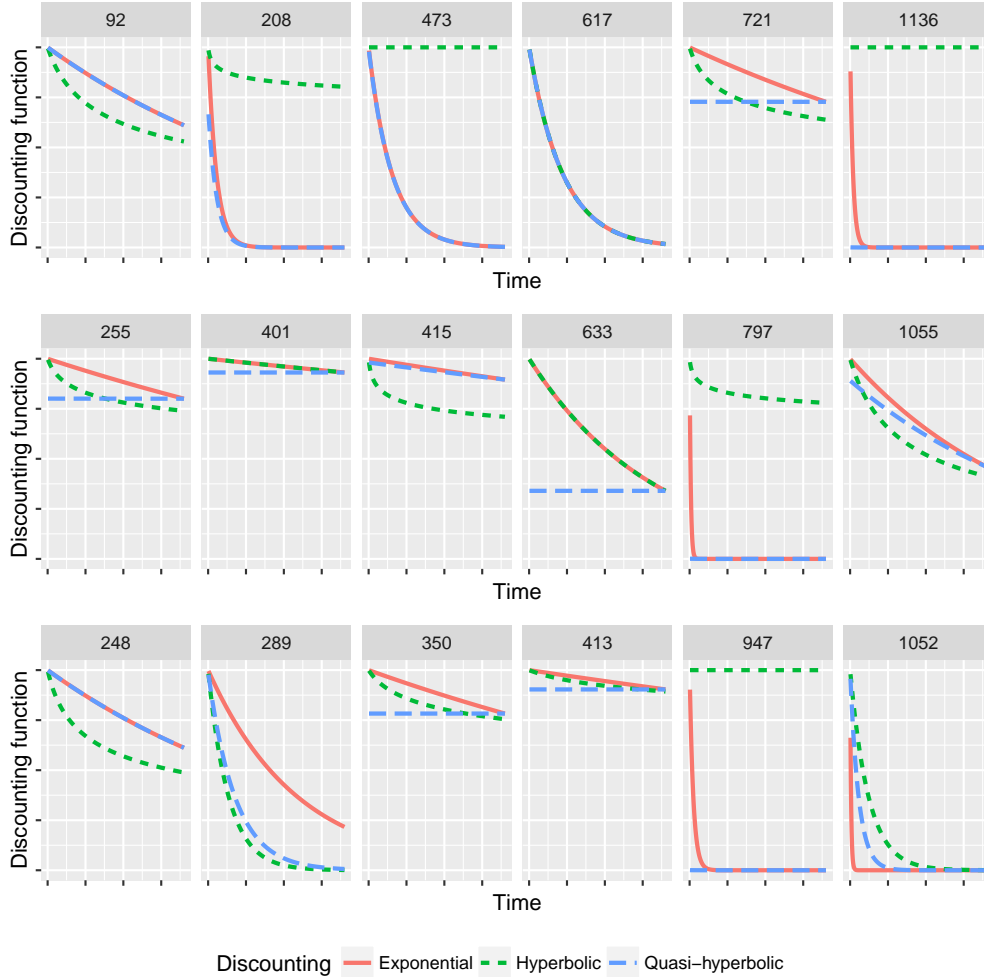 92 208 473 617 721 1136
Discounting function
Time
255 401 415 633 797 1055
Discounting function
Time
248 289 350 413 947 1052
Discounting function
Time
Discounting Exponential Hyperbolic Quasi−hyperbolic